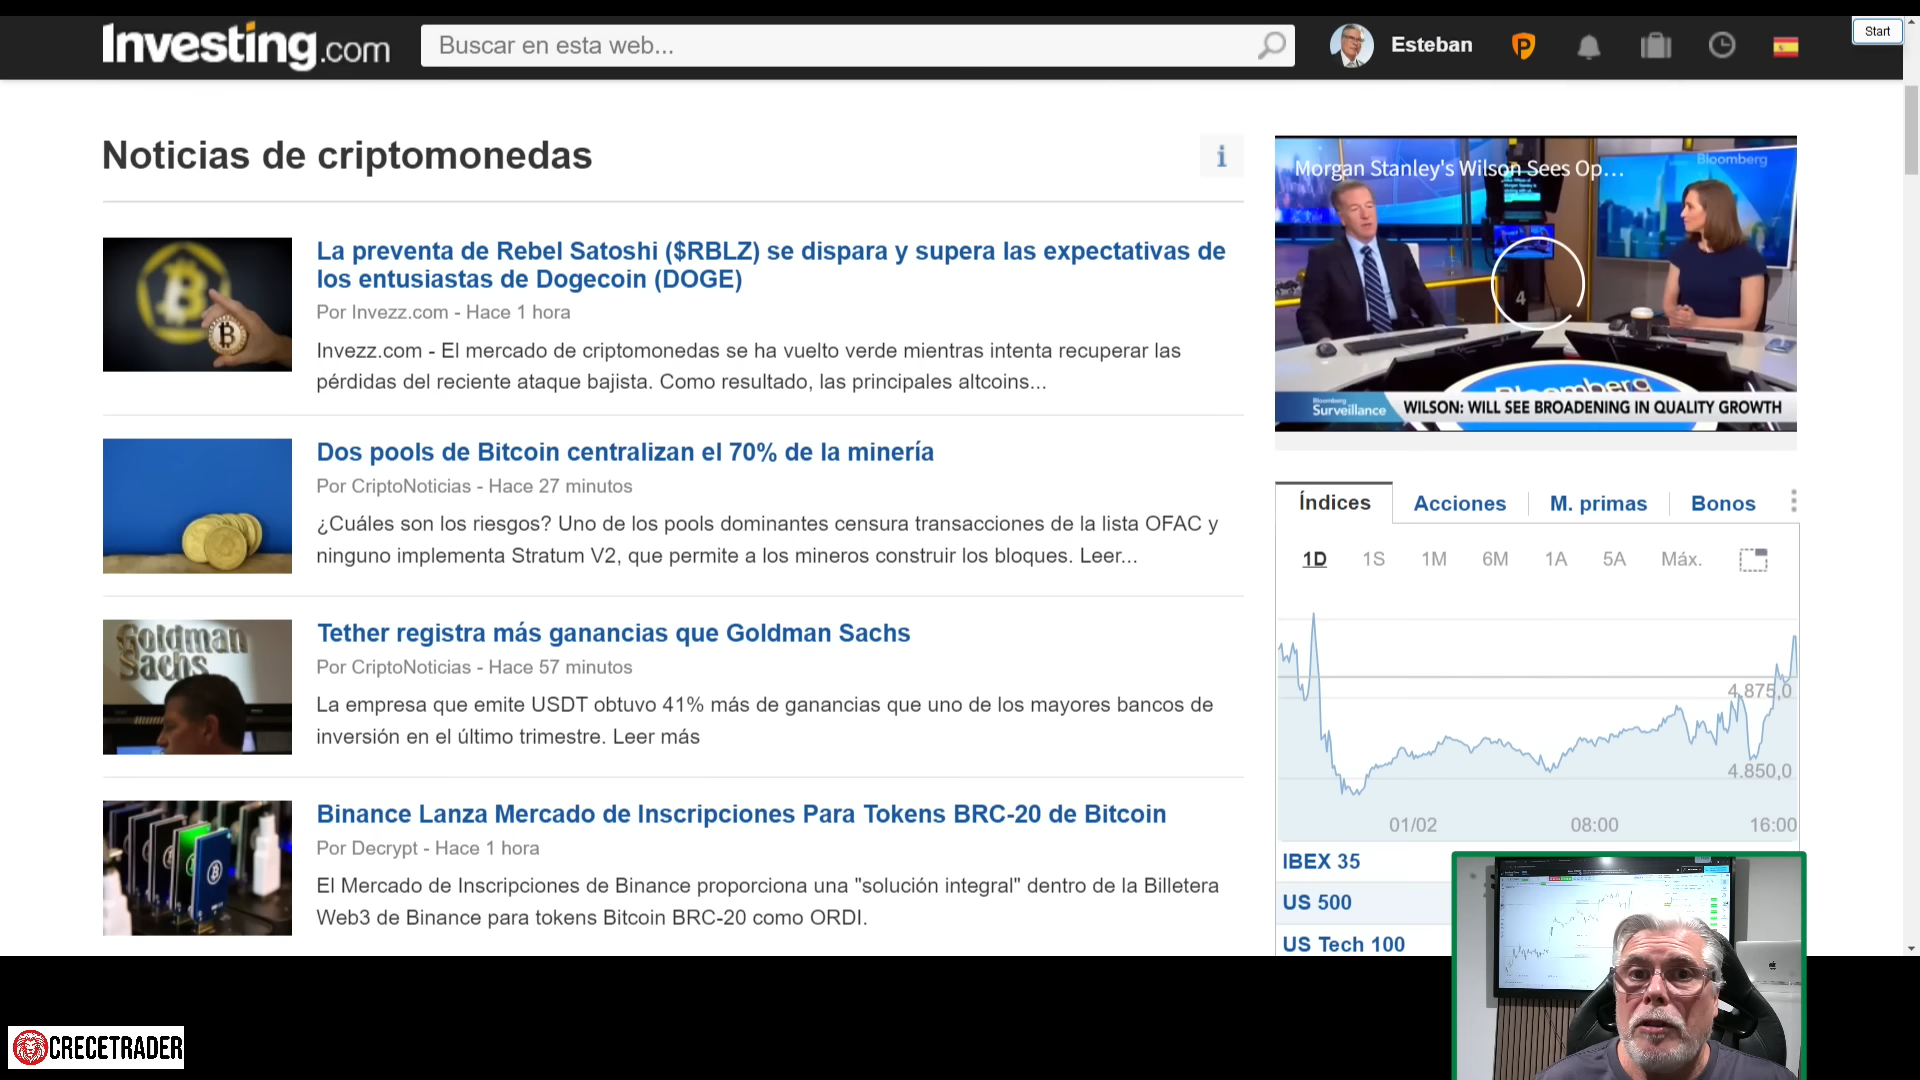 Investing.com
Buscar en esta web...
Esteban
Start
Noticias de criptomonedas
i
La preventa de Rebel Satoshi ($RBLZ) se dispara y supera las expectativas de
los entusiastas de Dogecoin (DOGE)
Por Invezz.com - Hace 1 hora
Invezz.com - El mercado de criptomonedas se ha vuelto verde mientras intenta recuperar las
pérdidas del reciente ataque bajista. Como resultado, las principales altcoins...
Dos pools de Bitcoin centralizan el 70% de la minería
Por CriptoNoticias - Hace 27 minutos
¿Cuáles son los riesgos? Uno de los pools dominantes censura transacciones de la lista OFAC y
ninguno implementa Stratum V2, que permite a los mineros construir los bloques. Leer...
Goldman
Sachs
Tether registra más ganancias que Goldman Sachs
Por CriptoNoticias - Hace 57 minutos
La empresa que emite USDT obtuvo 41% más de ganancias que uno de los mayores bancos de
inversión en el último trimestre. Leer más
Binance Lanza Mercado de Inscripciones Para Tokens BRC-20 de Bitcoin
Por Decrypt - Hace 1 hora
El Mercado de Inscripciones de Binance proporciona una "solución integral" dentro de la Billetera
Web3 de Binance para tokens Bitcoin BRC-20 como ORDI.
Morgan Stanley's Wilson Sees Op...
Bloomberg
4
Bloomberg
Bloomberg
Surveillance
WILSON: WILL SEE BROADENING IN QUALITY GROWTH
Índices Acciones M. primas Bonos
1D 1S 1M 6M 1A 5A Máx.
4.875,0
4.850,0
01/02 08:00 16:00
IBEX 35
US 500
US Tech 100
CRECETRADER